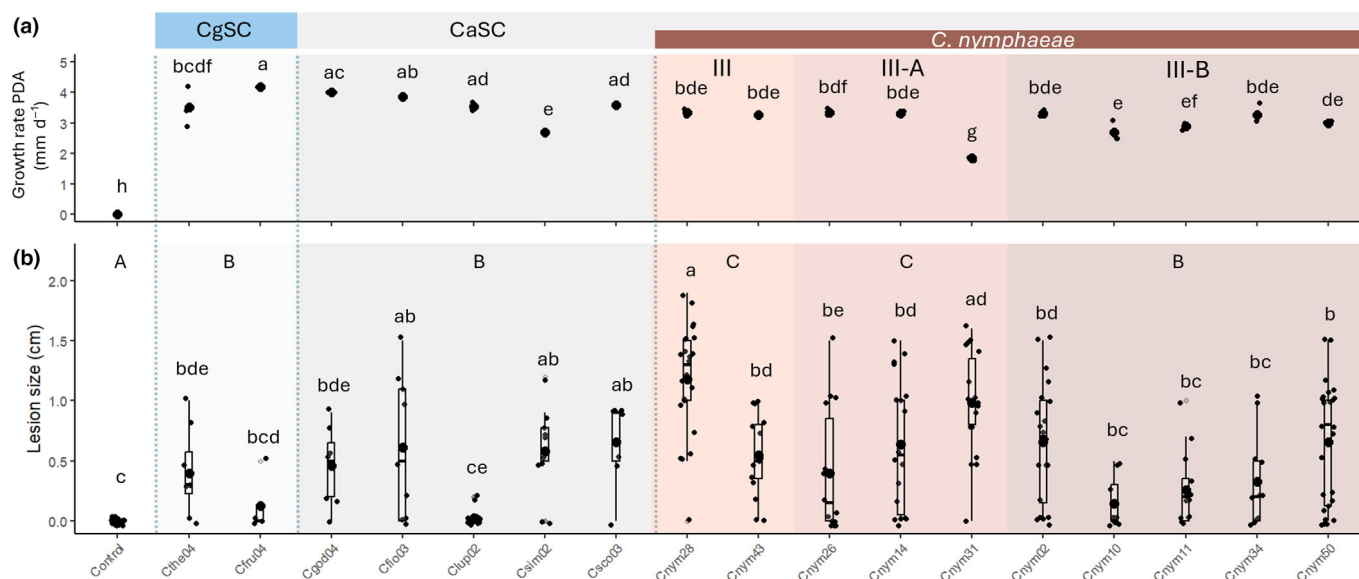 (a)
CgSC CaSC
C. nymphaeae
III III-A III-B
Growth rate PDA
(mm d⁻¹)
5
4
3
2
1
0
h bcdf a ac ab ad e ad bde bde bdf bde g bde e ef bde de
(b)
A B B C C B
Lesion size (cm)
2.0
1.5
1.0
0.5
0.0
c bde bcd bde ab ce ab ab a bd be bd ad bd bc bc bc b
Control Cthe04 Cfru04 Cgod04 Cflo03 Clup02 Csim02 Csco03 Cnym28 Cnym43 Cnym26 Cnym14 Cnym31 Cnym02 Cnym10 Cnym11 Cnym34 Cnym50